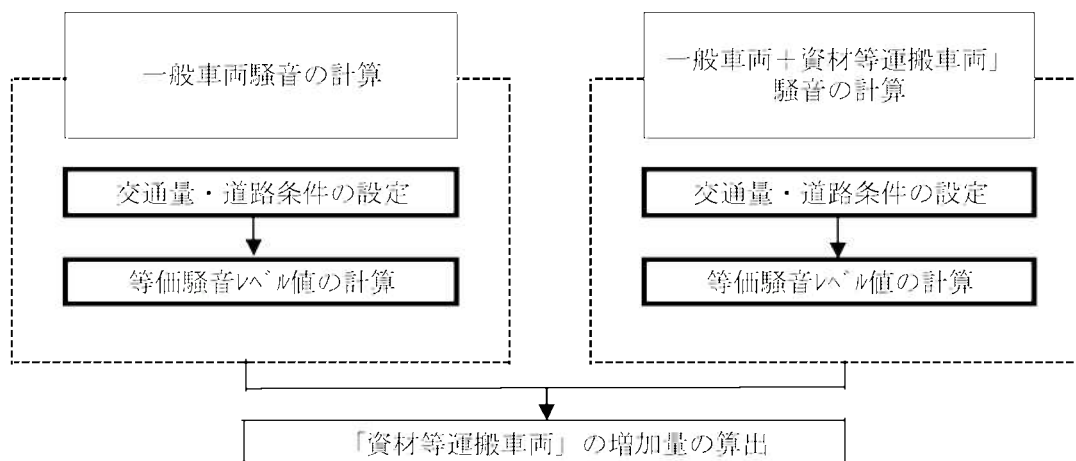 一般車両騒音の計算
交通量・道路条件の設定
等価騒音ﾚﾍﾞﾙ値の計算
一般車両＋資材等運搬車両」
騒音の計算
交通量・道路条件の設定
等価騒音ﾚﾍﾞﾙ値の計算
「資材等運搬車両」の増加量の算出